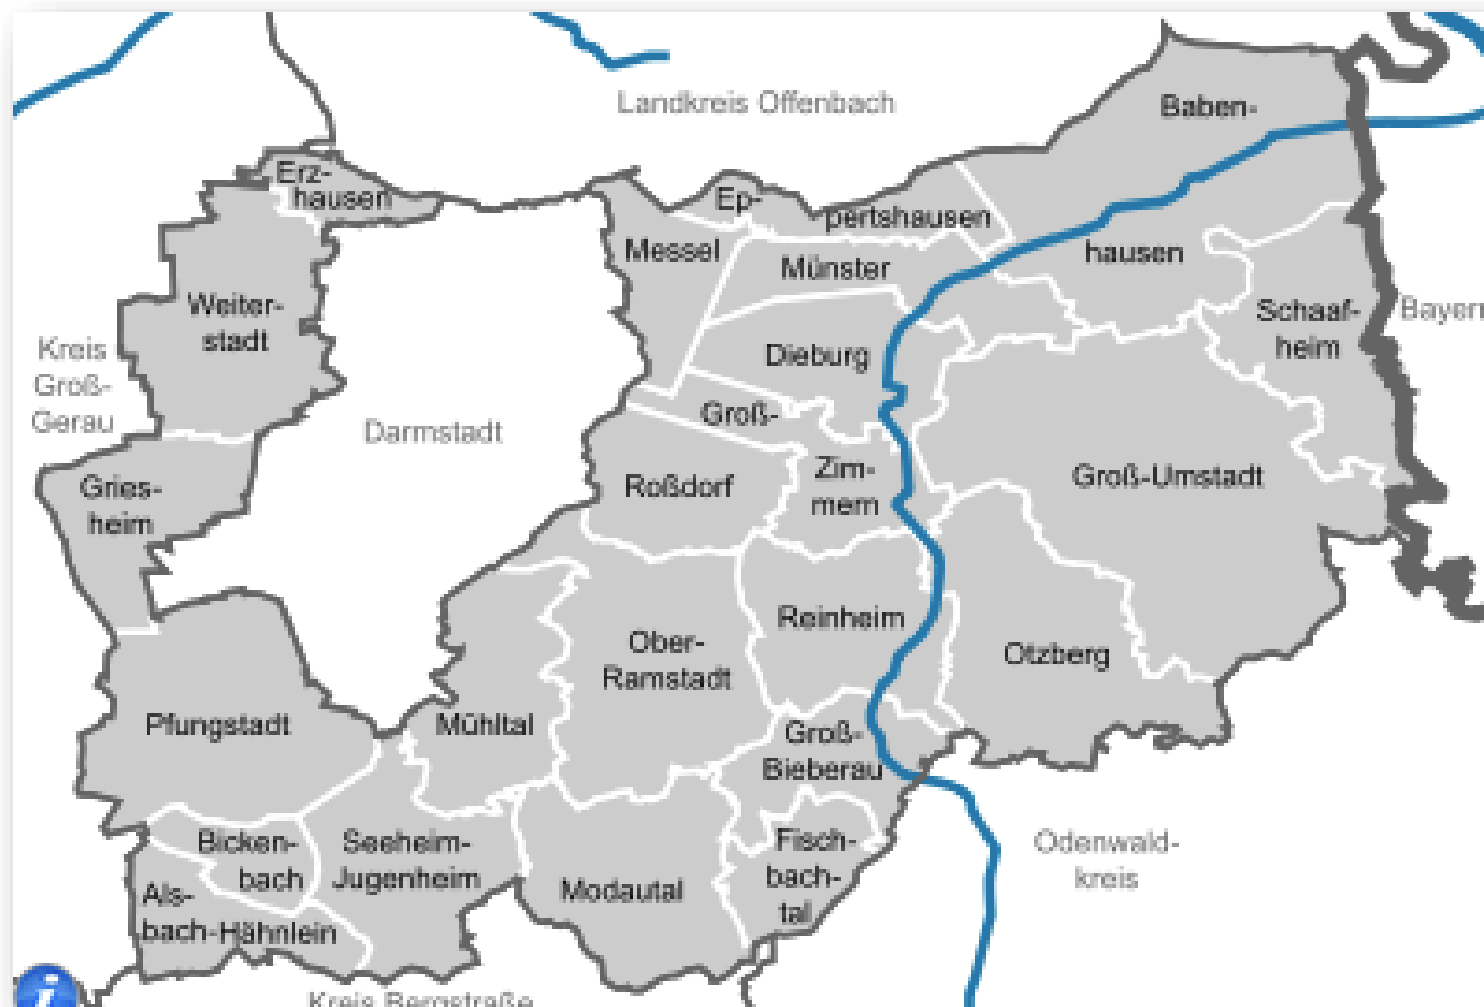 Landkreis Offenbach
Baben-
hausen
Erz-
hausen
Ep-
pertshausen
Messel
Münster
Weiter-
stadt
Schaaf-
heim
Bayern
Kreis
Groß-
Gerau
Dieburg
Darmstadt
Groß-
Zim-
mern
Roßdorf
Groß-Umstadt
Gries-
heim
Reinheim
Ober-
Ramstadt
Otzberg
Pfungstadt
Mühltal
Groß-
Bieberau
Bicken-
bach
Seeheim-
Jugenheim
Fisch-
bach-
tal
Odenwald-
kreis
Modautal
Als-
bach-Hähnlein
Kreis Bergstraße
i